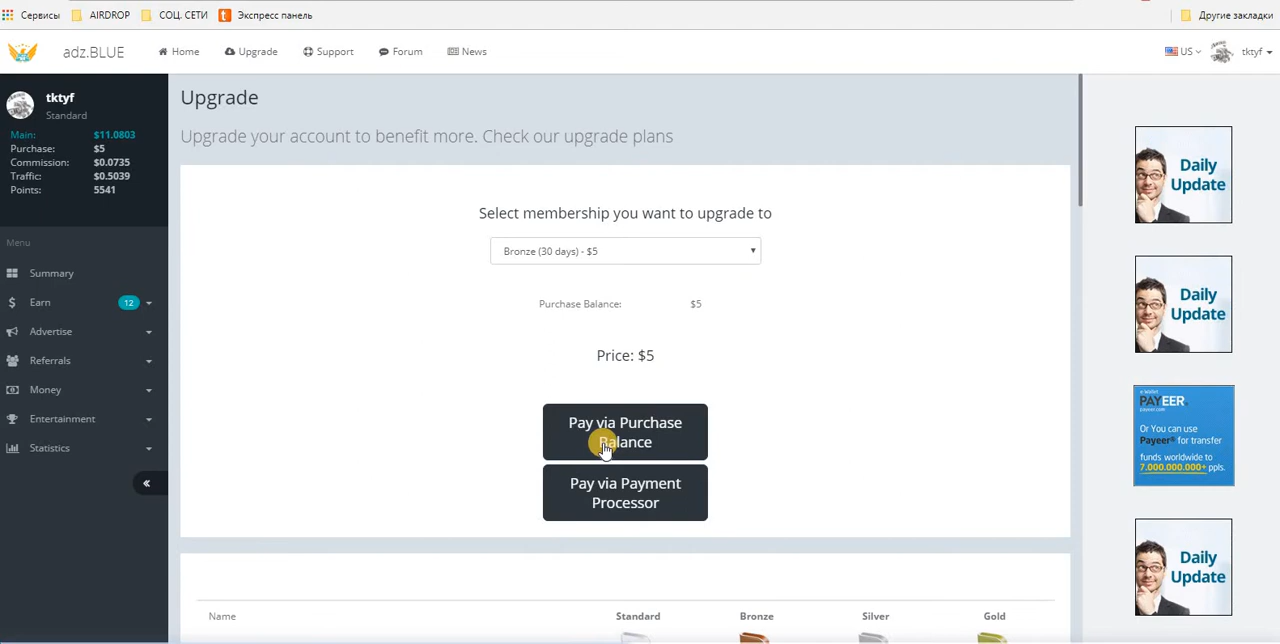 Сервисы AIRDROP СОЦ. СЕТИ Экспресс панель Другие закладки
adz.BLUE Home Upgrade Support Forum News US tktyf
tktyf
Standard
Main: $11.0803
Purchase: $5
Commission: $0.0735
Traffic: $0.5039
Points: 5541
Menu
Summary
Earn 12
Advertise
Referrals
Money
Entertainment
Statistics
Upgrade
Upgrade your account to benefit more. Check our upgrade plans
Select membership you want to upgrade to
Bronze (30 days) - $5
Purchase Balance: $5
Price: $5
Pay via Purchase
Balance
Pay via Payment
Processor
Name Standard Bronze Silver Gold
Daily
Update
Daily
Update
e-Wallet
PAYEER
payeer.com
Or You can use
Payeer® for transfer
funds worldwide to
7.000.000.000+ ppls.
Daily
Update